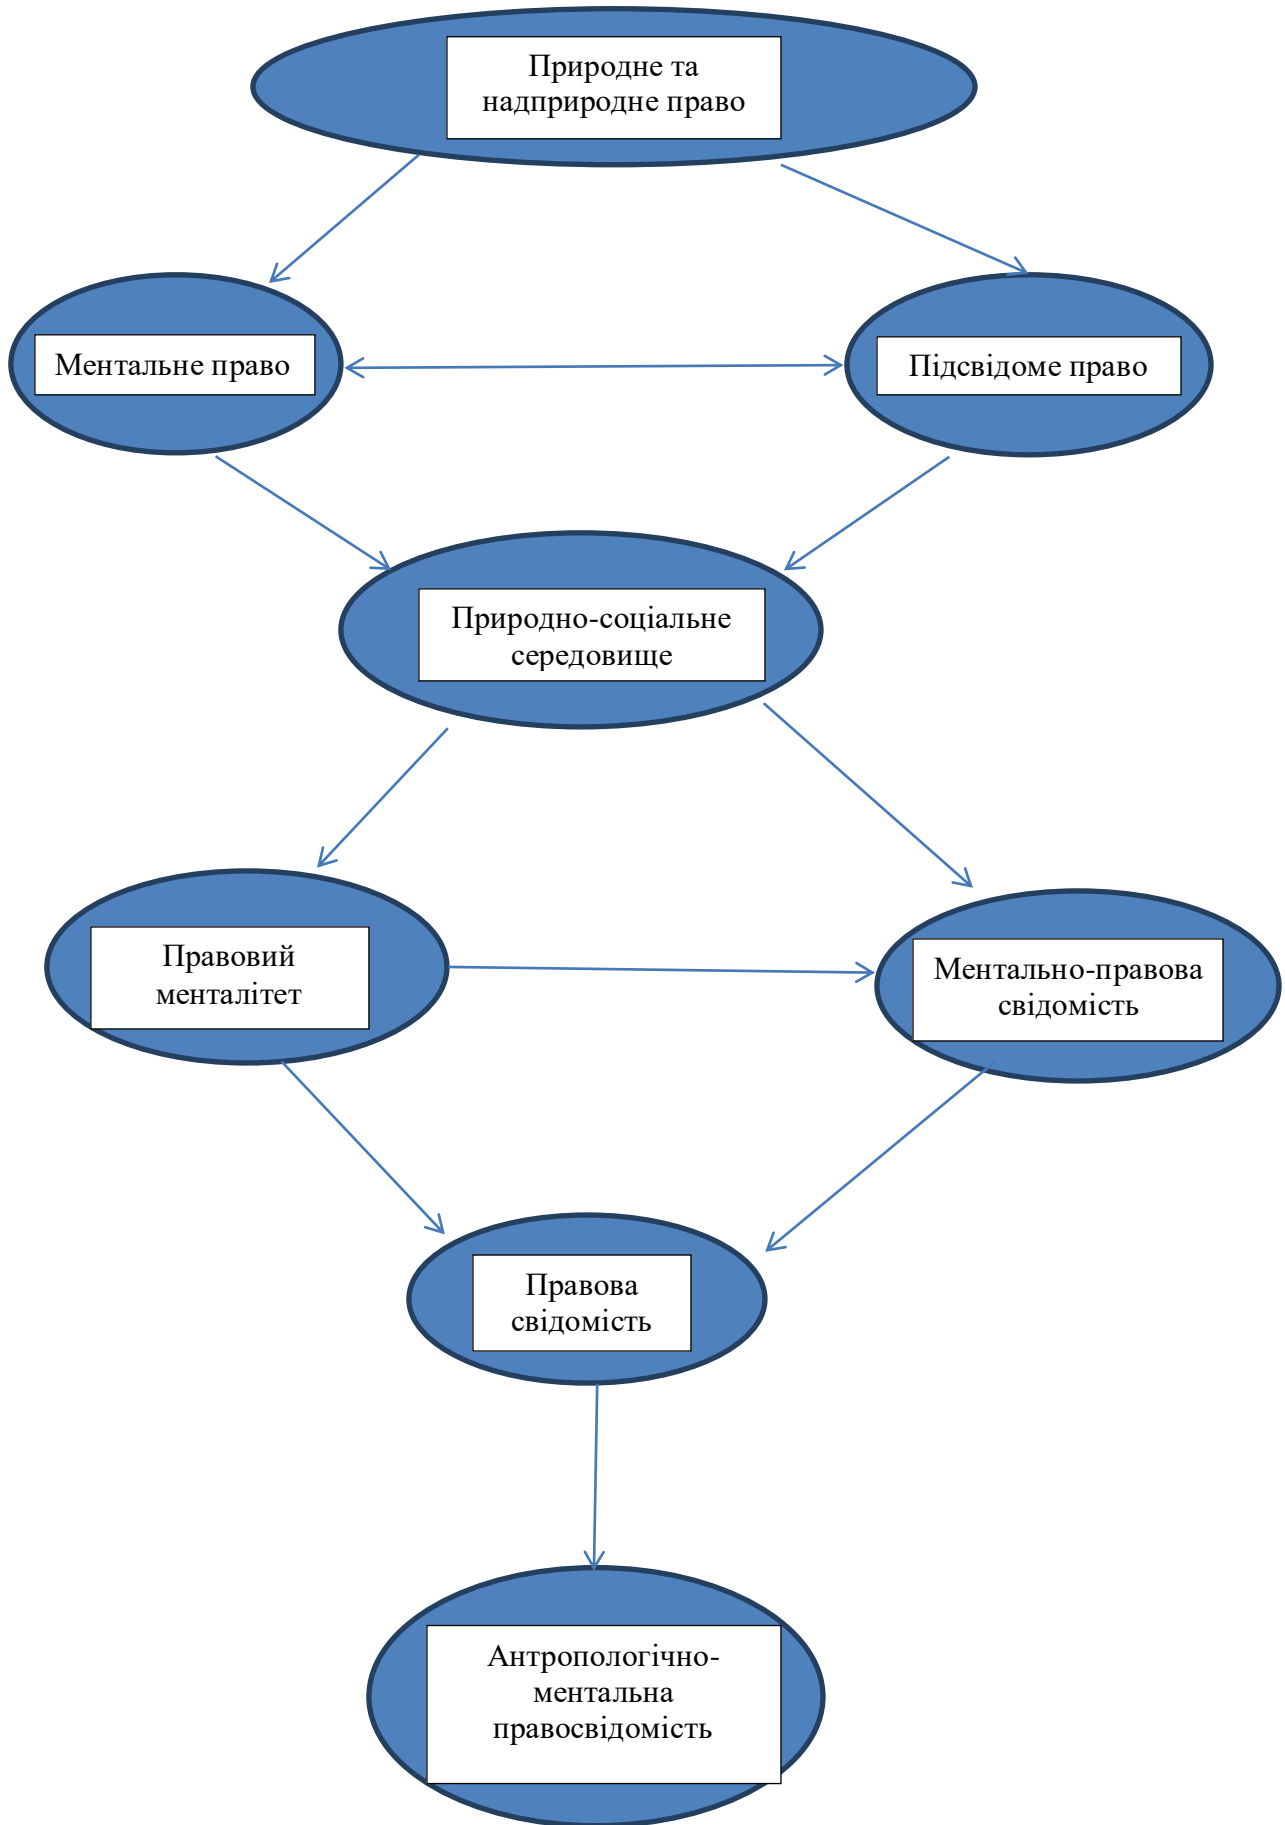 Природне та
надприродне право
Ментальне право
Підсвідоме право
Природно-соціальне
середовище
Правовий
менталітет
Ментально-правова
свідомість
Правова
свідомість
Антропологічно-
ментальна
правосвідомість